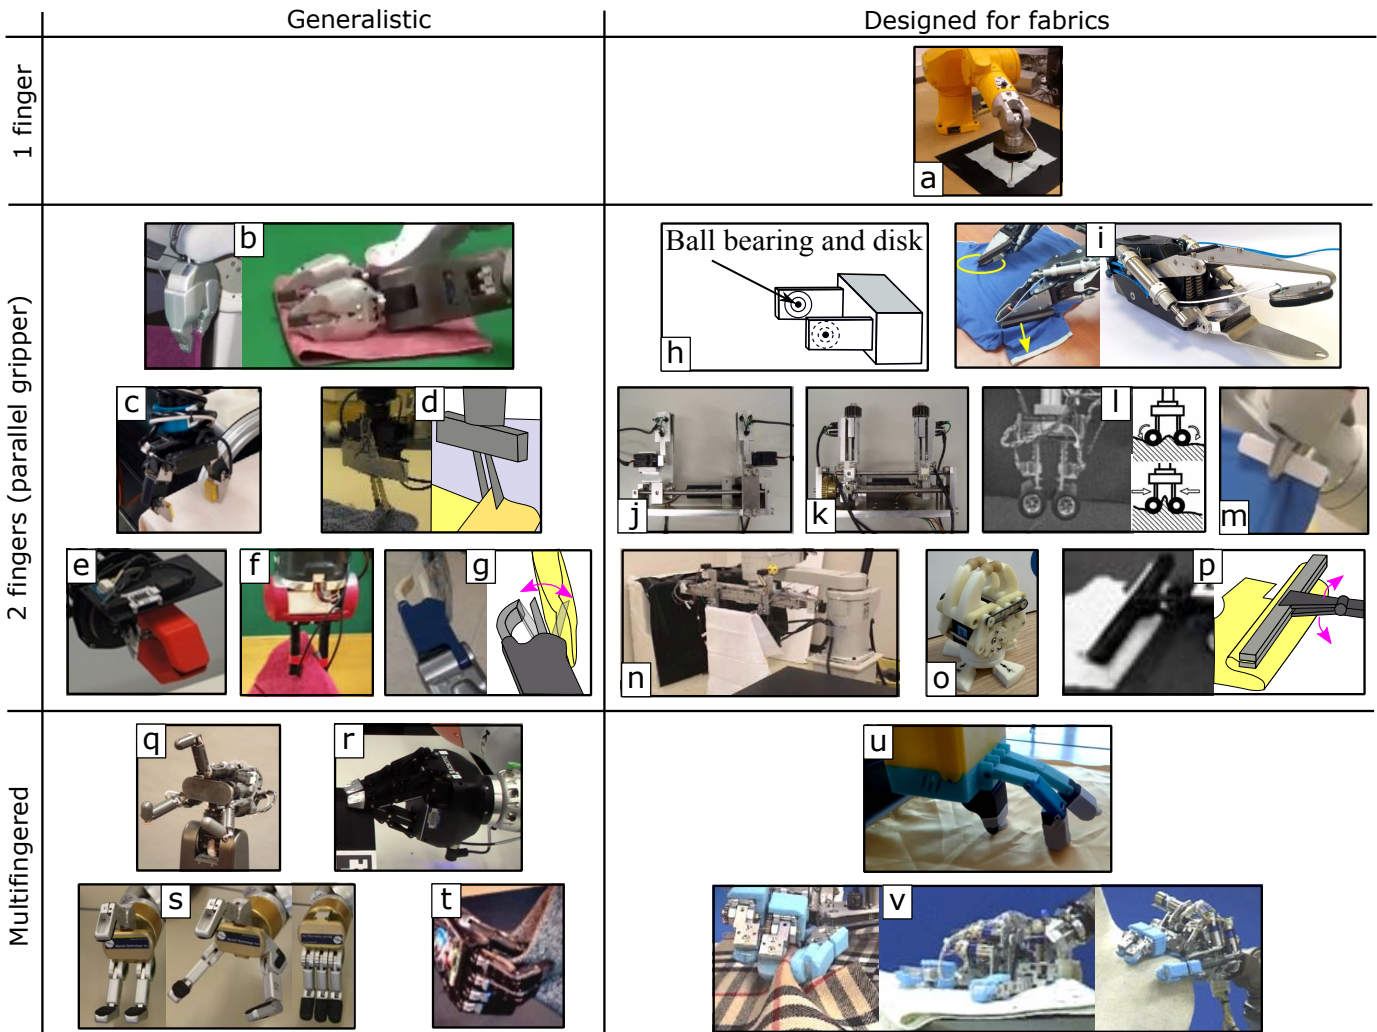 Generalistic
Designed for fabrics
1 finger
a
2 fingers (parallel gripper)
b
Ball bearing and disk
h
i
c
d
j
k
l
m
e
f
g
n
o
p
Multifingered
q
r
u
s
t
v